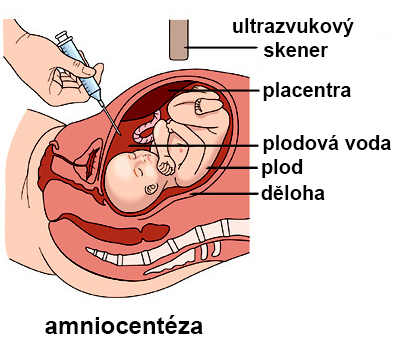 ultrazvukový
skener
placentra
plodová voda
plod
děloha
amniocentéza